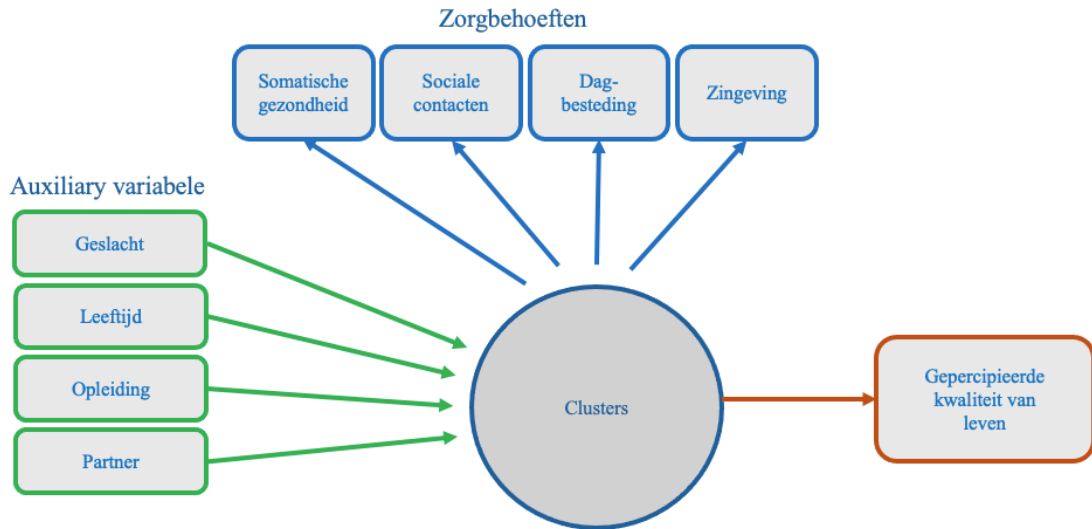 Zorgbehoeften
Somatische
gezondheid
Sociale
contacten
Dag-
besteding
Zingeving
Auxiliary variabele
Geslacht
Leeftijd
Opleiding
Partner
Clusters
Gepercipieerde
kwaliteit van
leven